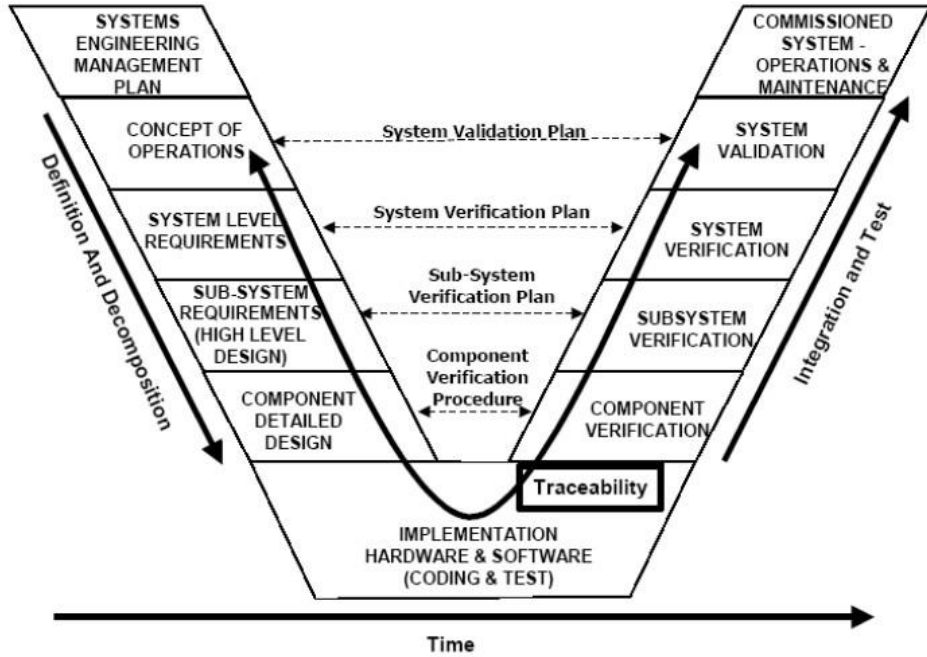 SYSTEMS
ENGINEERING
MANAGEMENT
PLAN
COMMISSIONED
SYSTEM -
OPERATIONS &
MAINTENANCE
CONCEPT OF
OPERATIONS
System Validation Plan
SYSTEM
VALIDATION
SYSTEM LEVEL
REQUIREMENTS
System Verification Plan
SYSTEM
VERIFICATION
SUB-SYSTEM
REQUIREMENTS
(HIGH LEVEL
DESIGN)
Sub-System
Verification Plan
SUBSYSTEM
VERIFICATION
COMPONENT
DETAILED
DESIGN
Component
Verification
Procedure
COMPONENT
VERIFICATION
Definition And Decomposition
Integration and Test
Traceability
IMPLEMENTATION
HARDWARE & SOFTWARE
(CODING & TEST)
Time